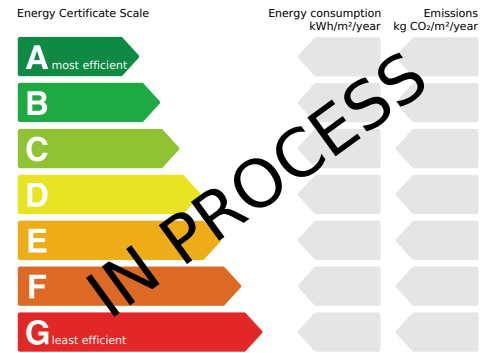 Energy Certificate Scale
Energy consumption
kWh/m²/year
Emissions
kg CO₂/m²/year
A most efficient
B
C
D
E
F
G least efficient
IN PROCESS